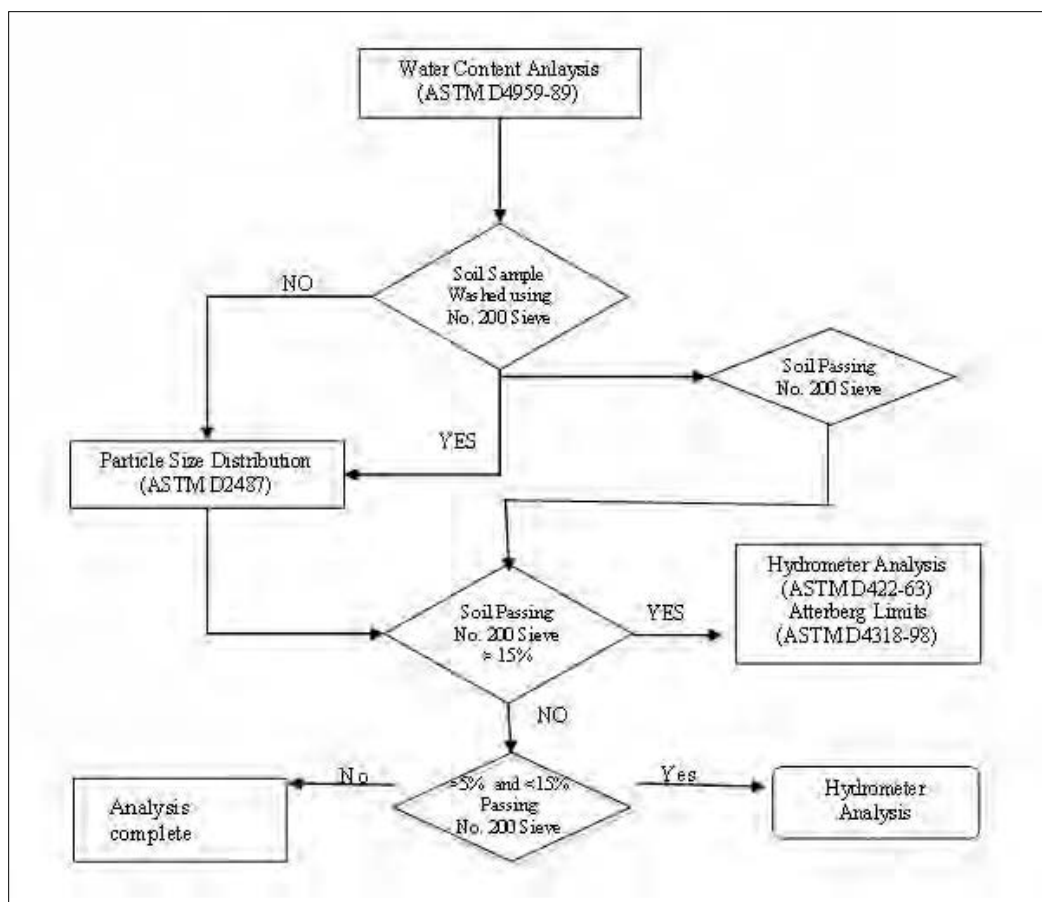 Water Content Anlaysis
(ASTM D4959-89)
NO
Soil Sample
Washed using
No. 200 Sieve
Soil Passing
No. 200 Sieve
YES
Particle Size Distribution
(ASTM D2487)
Soil Passing
No. 200 Sieve
= 15%
YES
Hydrometer Analysis
(ASTM D422-63)
Atterberg Limits
(ASTM D4318-98)
NO
No
=5% and <15%
Passing
No. 200 Sieve
Yes
Analysis
complete
Hydrometer
Analysis